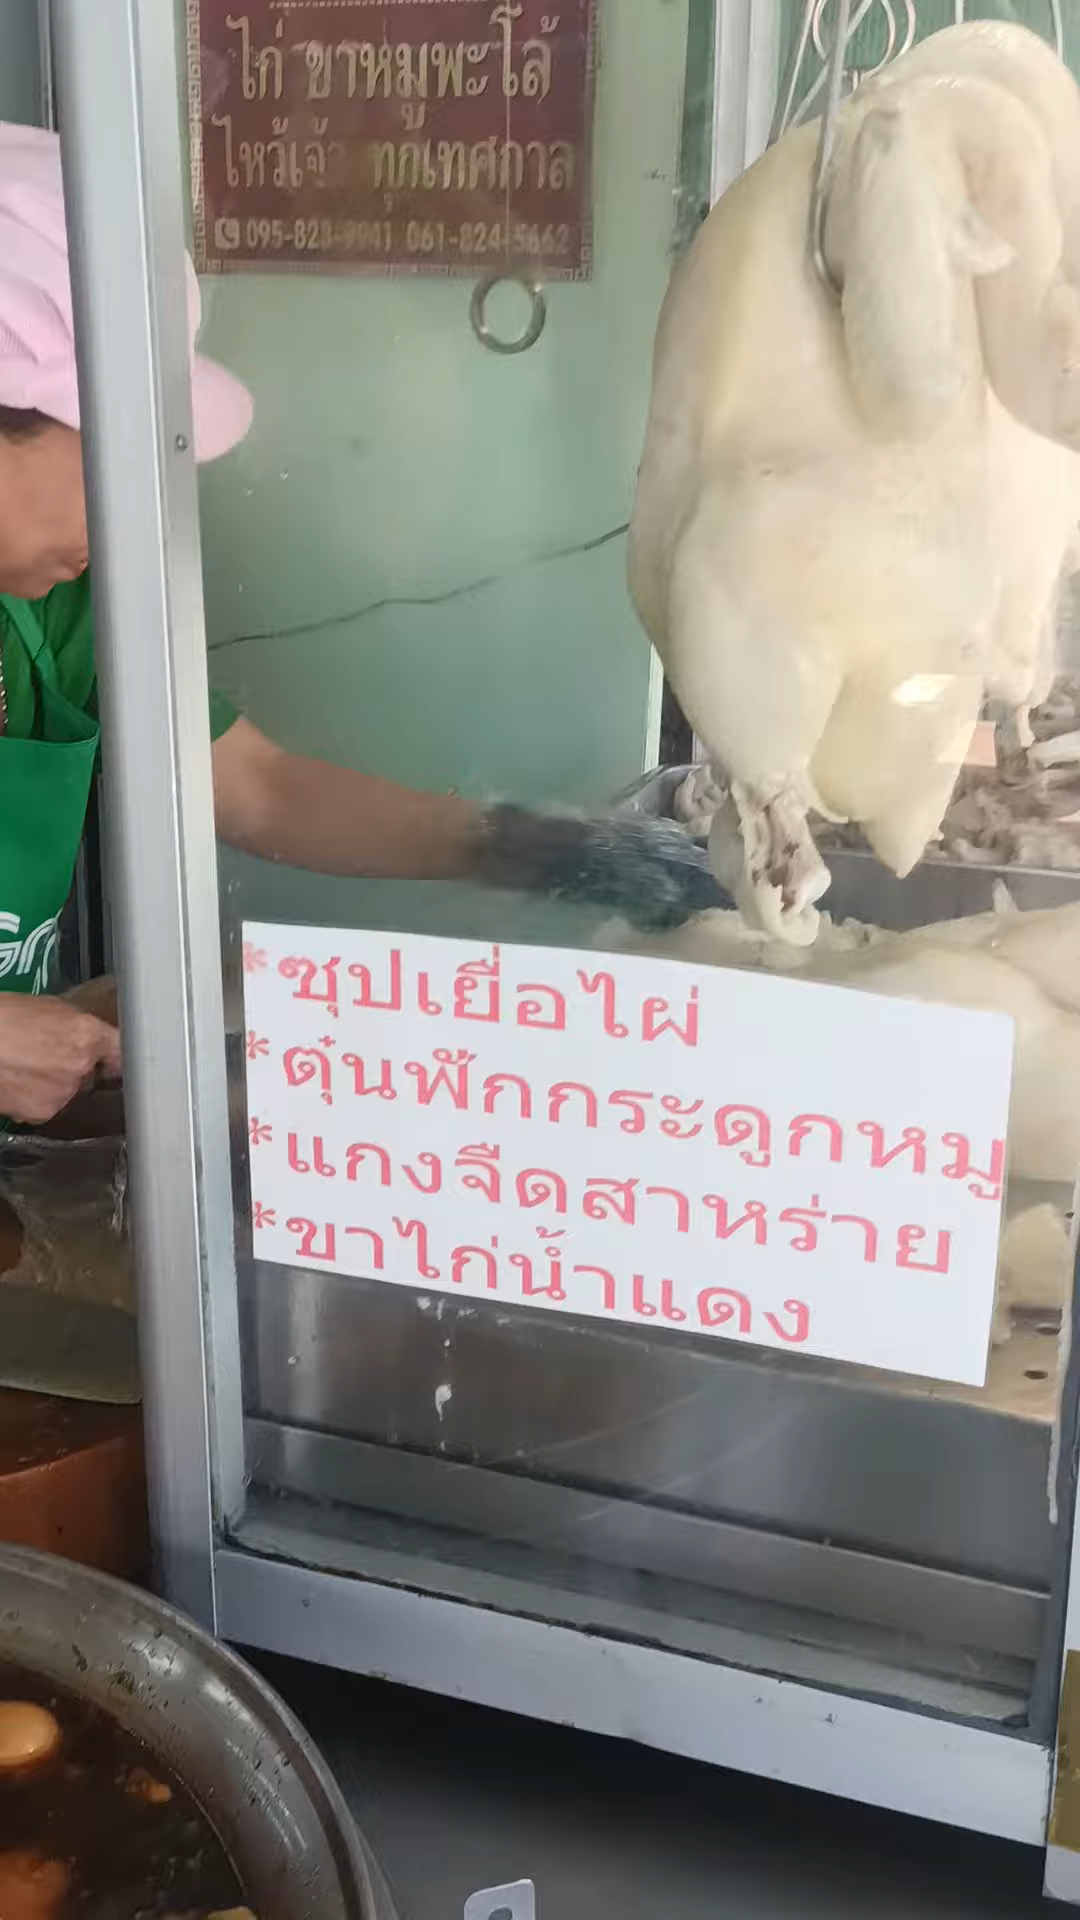 ไก่ ขาหมูพะโล้
ไหว้เจ้า ทุกเทศกาล
095-823-9941 061-824-5662
*ซุปเยื่อไผ่
*ตุ๋นฟักกระดูกหมู
*แกงจืดสาหร่าย
*ขาไก่น้ำแดง